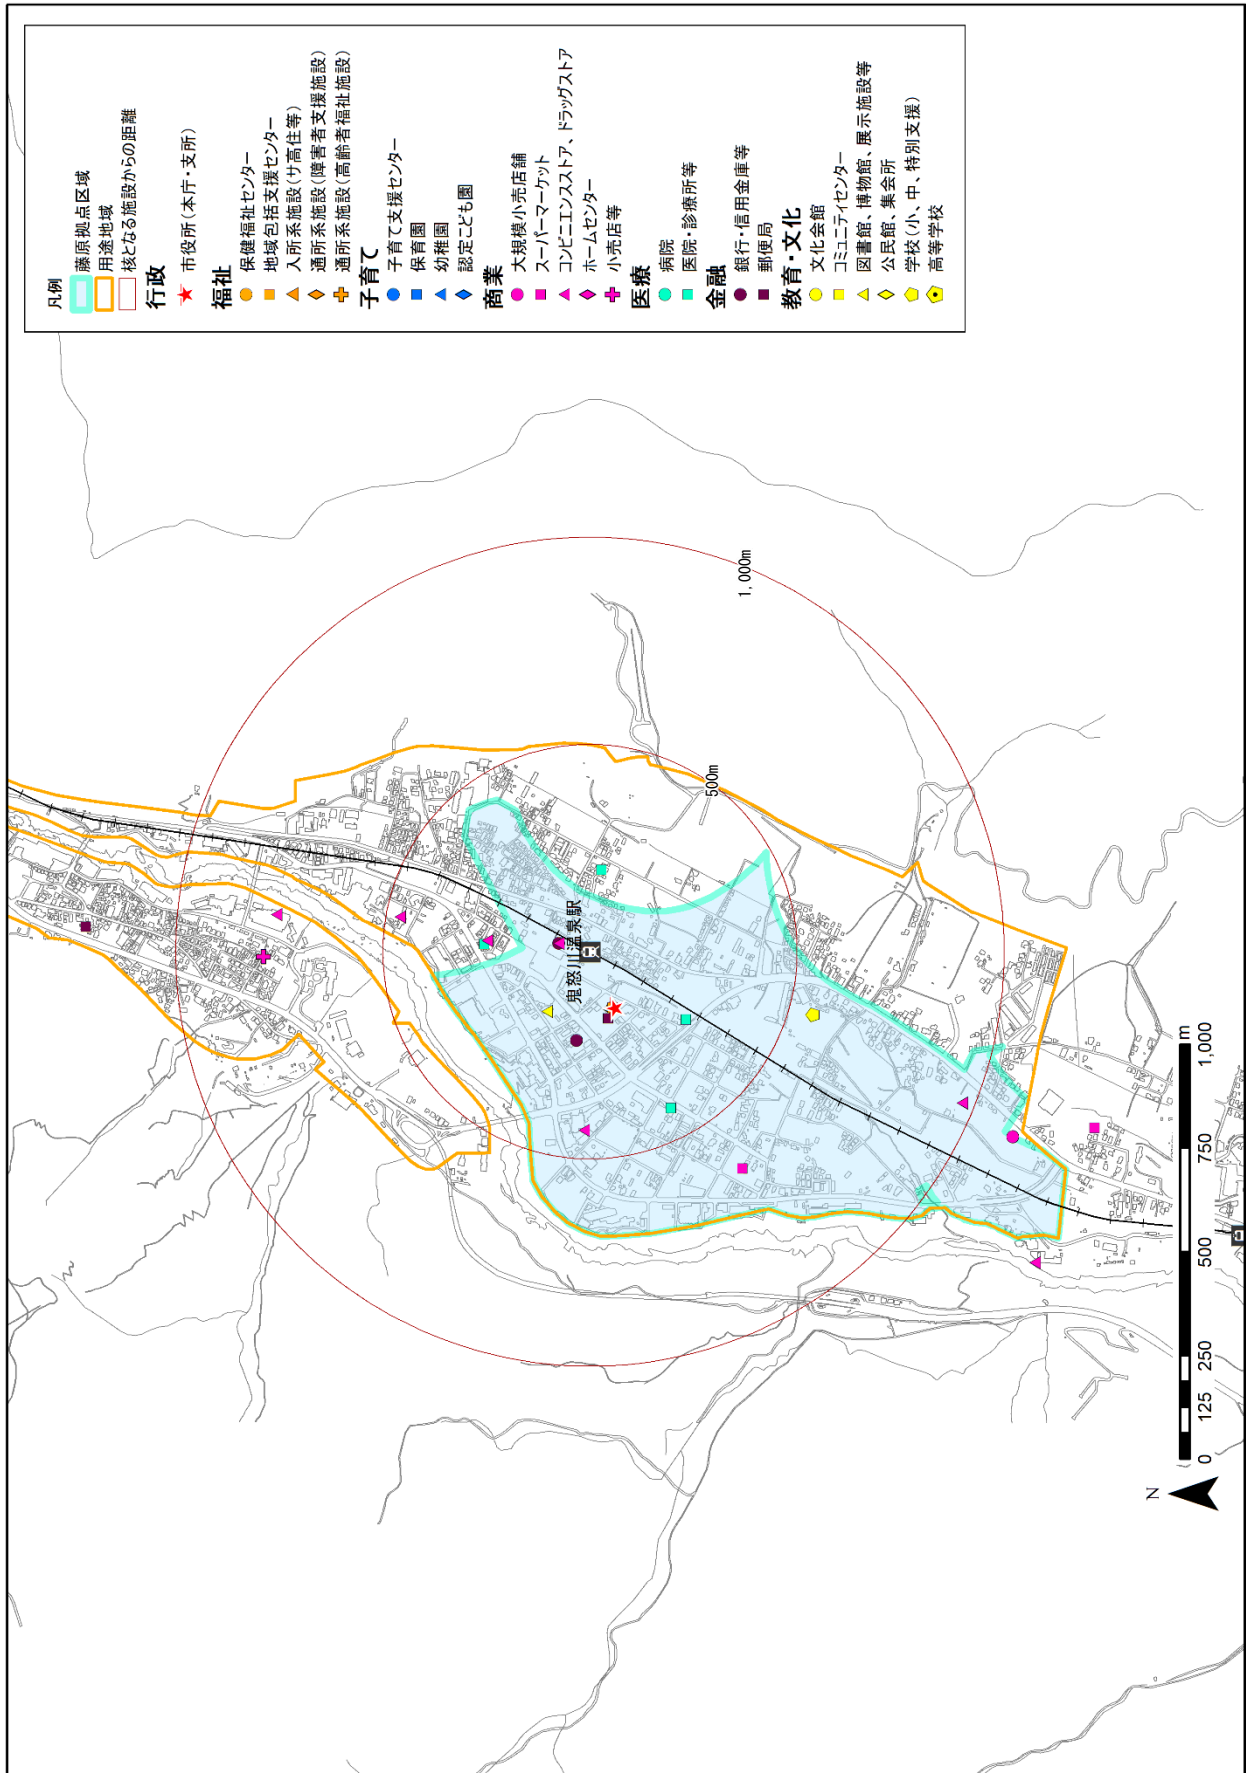 凡例
藤原拠点区域
用途地域
核となる施設からの距離
行政
市役所(本庁・支所)
福祉
保健福祉センター
地域包括支援センター
入所系施設(サ高住等)
通所系施設(障害者支援施設)
通所系施設(高齢者福祉施設)
子育て
子育て支援センター
保育園
幼稚園
認定こども園
商業
大規模小売店舗
スーパーマーケット
コンビニエンスストア、ドラッグストア
ホームセンター
小売店等
医療
病院
医院・診療所等
金融
銀行・信用金庫等
郵便局
教育・文化
文化会館
コミュニティセンター
図書館、博物館、展示施設等
公民館、集会所
学校(小、中、特別支援)
高等学校
1,000m
500m
鬼怒川温泉駅
N
0 125 250 500 750 1,000
m